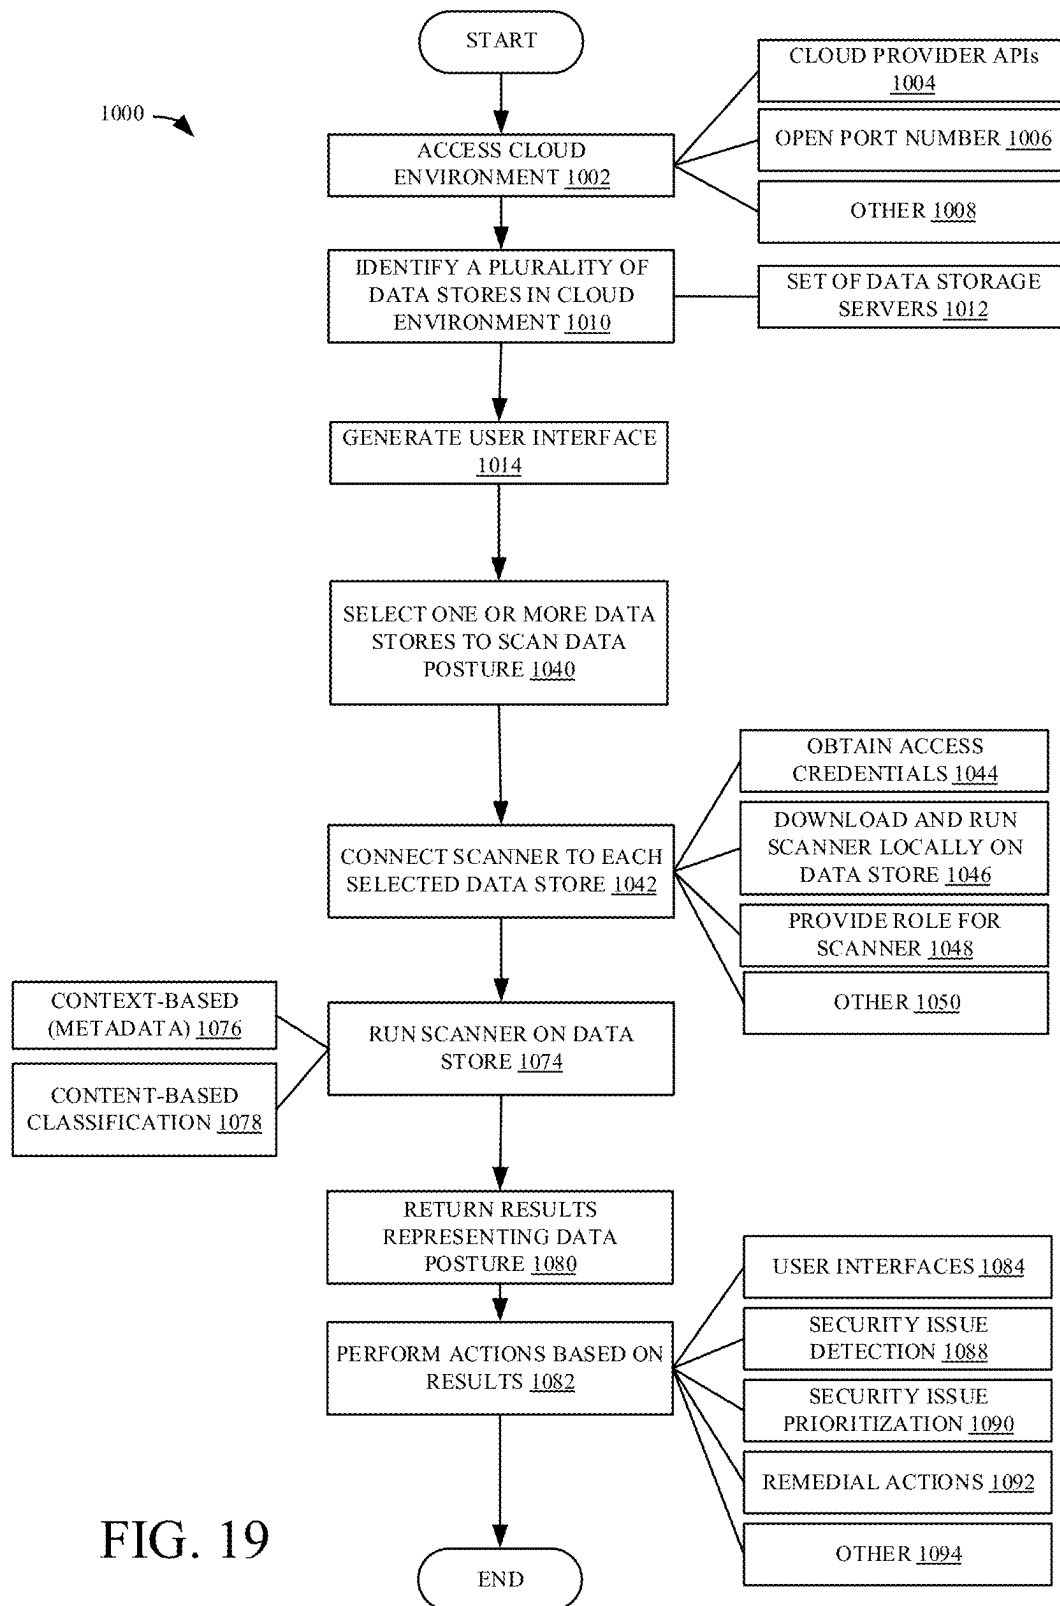 START
1000
CLOUD PROVIDER APIs
1004
ACCESS CLOUD
ENVIRONMENT 1002
OPEN PORT NUMBER 1006
OTHER 1008
IDENTIFY A PLURALITY OF
DATA STORES IN CLOUD
ENVIRONMENT 1010
SET OF DATA STORAGE
SERVERS 1012
GENERATE USER INTERFACE
1014
SELECT ONE OR MORE DATA
STORES TO SCAN DATA
POSTURE 1040
CONNECT SCANNER TO EACH
SELECTED DATA STORE 1042
OBTAIN ACCESS
CREDENTIALS 1044
DOWNLOAD AND RUN
SCANNER LOCALLY ON
DATA STORE 1046
PROVIDE ROLE FOR
SCANNER 1048
OTHER 1050
CONTEXT-BASED
(METADATA) 1076
CONTENT-BASED
CLASSIFICATION 1078
RUN SCANNER ON DATA
STORE 1074
RETURN RESULTS
REPRESENTING DATA
POSTURE 1080
PERFORM ACTIONS BASED ON
RESULTS 1082
USER INTERFACES 1084
SECURITY ISSUE
DETECTION 1088
SECURITY ISSUE
PRIORITIZATION 1090
REMEDIAL ACTIONS 1092
OTHER 1094
END
FIG. 19